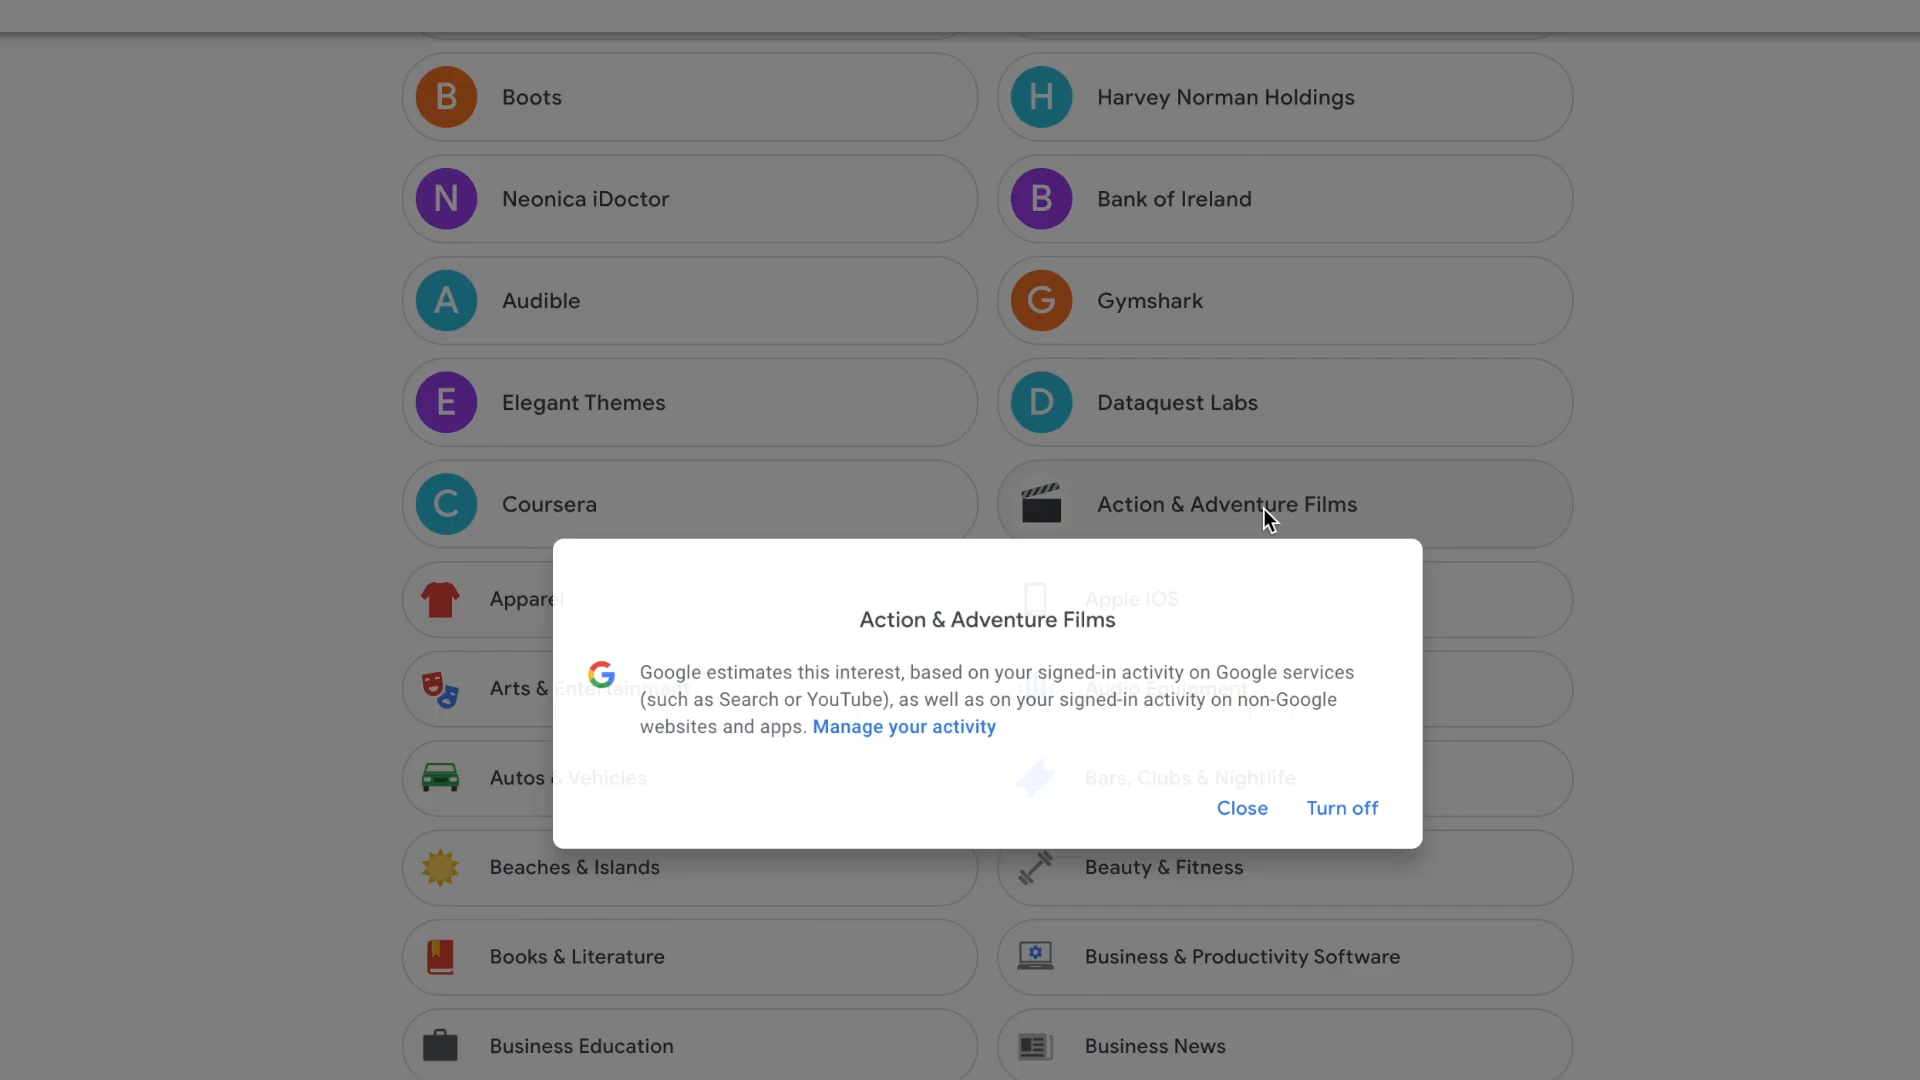 B Boots
H Harvey Norman Holdings
N Neonica iDoctor
B Bank of Ireland
A Audible
G Gymshark
E Elegant Themes
D Dataquest Labs
C Coursera
Action & Adventure Films
Apparel
Apple iOS
Arts & Entertainment
Audio Equipment
Autos & Vehicles
Bars, Clubs & Nightlife
Action & Adventure Films
G
Google estimates this interest, based on your signed-in activity on Google services
(such as Search or YouTube), as well as on your signed-in activity on non-Google
websites and apps. Manage your activity
Close
Turn off
Beaches & Islands
Beauty & Fitness
Books & Literature
Business & Productivity Software
Business Education
Business News